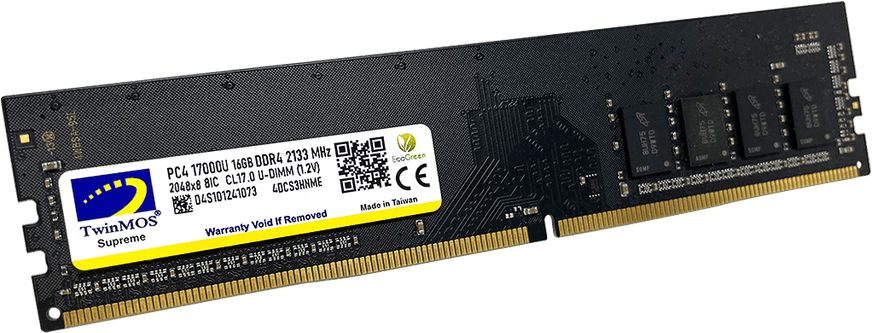 PC4 17000U 16GB DDR4 2133 MHz
2048x8 8IC CL17.0 U-DIMM (1.2V)
D4S101241073 4DCS3HNME
EcoGreen
CE
TwinMOS®
Supreme
Warranty Void If Removed
Made in Taiwan